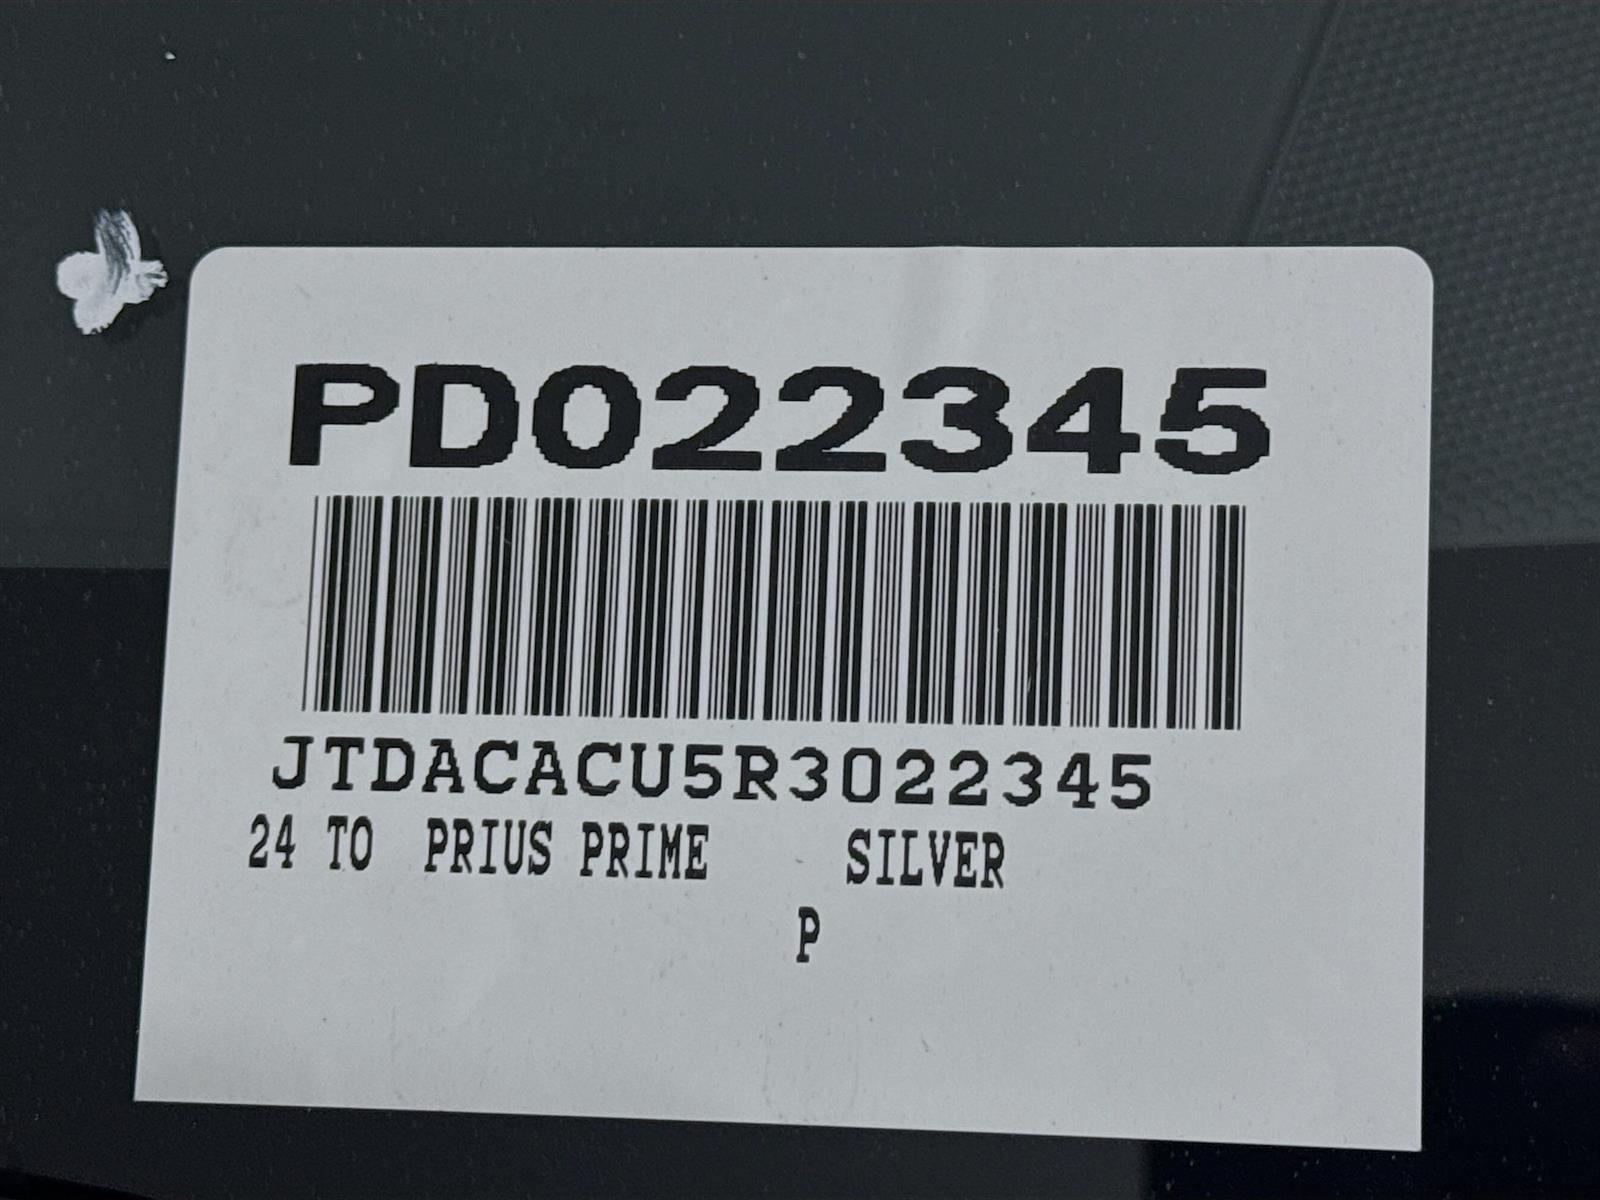 PD022345
JTDACACU5R3022345
24 TO PRIUS PRIME SILVER
P